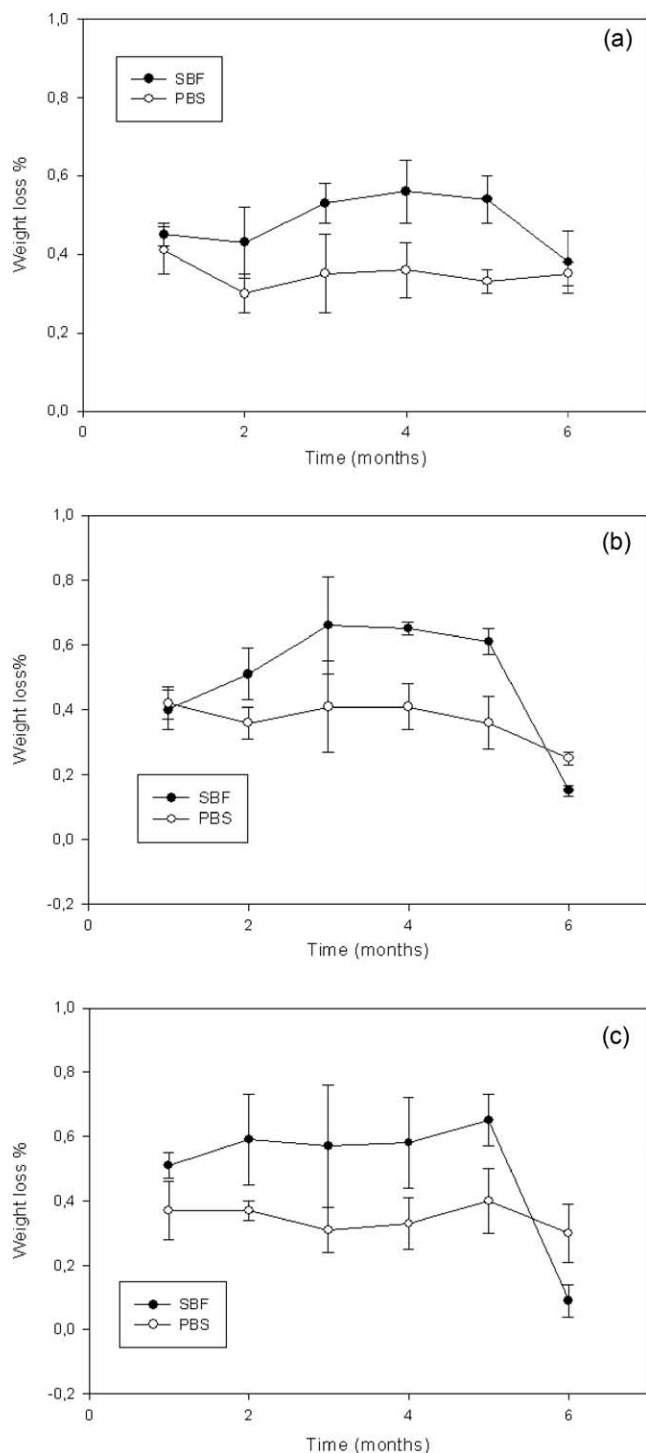 (a)
1,0
0,8
0,6
0,4
0,2
0,0
Weight loss %
SBF
PBS
0 2 4 6
Time (months)
(b)
1,0
0,8
0,6
0,4
0,2
0,0
-0,2
Weight loss%
SBF
PBS
0 2 4 6
Time (months)
(c)
1,0
0,8
0,6
0,4
0,2
0,0
-0,2
Weight loss %
SBF
PBS
0 2 4 6
Time (months)